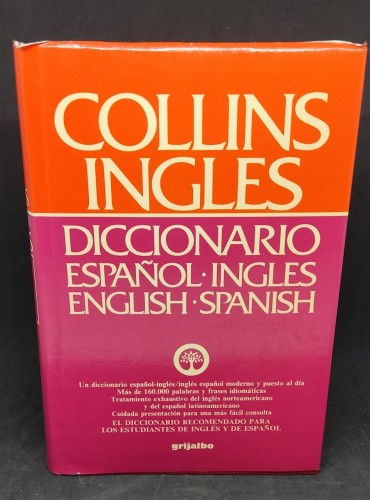 COLLINS
INGLES
DICCIONARIO
ESPAÑOL·INGLES
ENGLISH·SPANISH
Un diccionario español-inglés/inglés español moderno y puesto al día
Más de 160.000 palabras y frases idiomáticas
Tratamiento exhaustivo del inglés norteamericano
y del español latinoamericano
Cuidada presentación para una más fácil consulta
EL DICCIONARIO RECOMENDADO PARA
LOS ESTUDIANTES DE INGLÉS Y DE ESPAÑOL
grijalbo